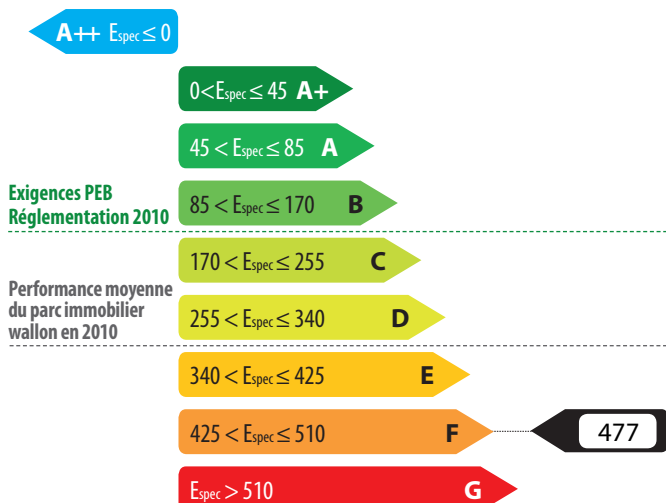 A++ Espec ≤ 0
0<Espec ≤ 45 A+
45 < Espec ≤ 85 A
Exigences PEB
Réglementation 2010
85 < Espec ≤ 170 B
170 < Espec ≤ 255 C
Performance moyenne
du parc immobilier
wallon en 2010
255 < Espec ≤ 340 D
340 < Espec ≤ 425 E
425 < Espec ≤ 510 F
477
Espec > 510 G